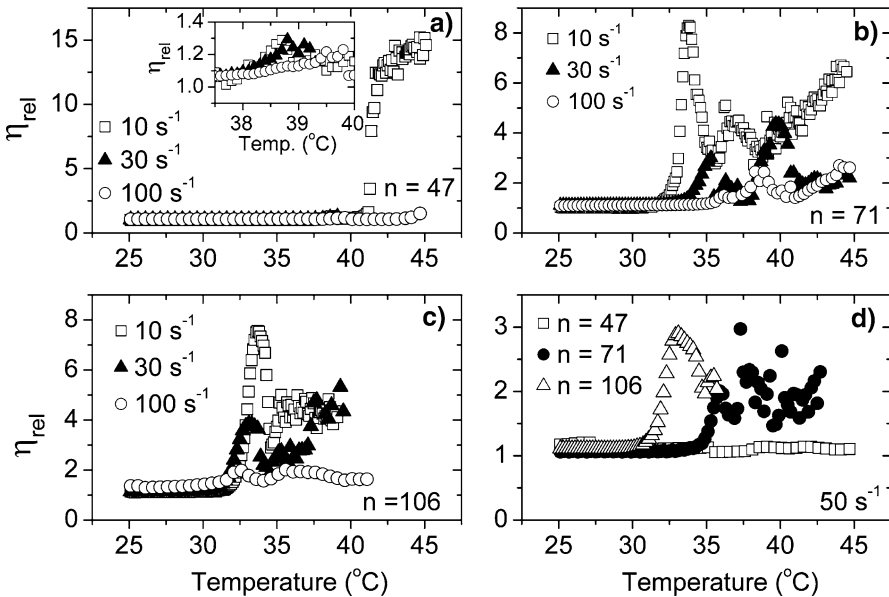 a)
η_rel
15
10
5
0
25 30 35 40 45
10 s⁻¹
30 s⁻¹
100 s⁻¹
n = 47
η_rel
1.4
1.2
1.0
38 39 40
Temp. (°C)
b)
8
6
4
2
0
25 30 35 40 45
10 s⁻¹
30 s⁻¹
100 s⁻¹
n = 71
c)
η_rel
8
6
4
2
0
25 30 35 40 45
10 s⁻¹
30 s⁻¹
100 s⁻¹
n =106
Temperature (°C)
d)
3
2
1
0
25 30 35 40 45
n = 47
n = 71
n = 106
50 s⁻¹
Temperature (°C)